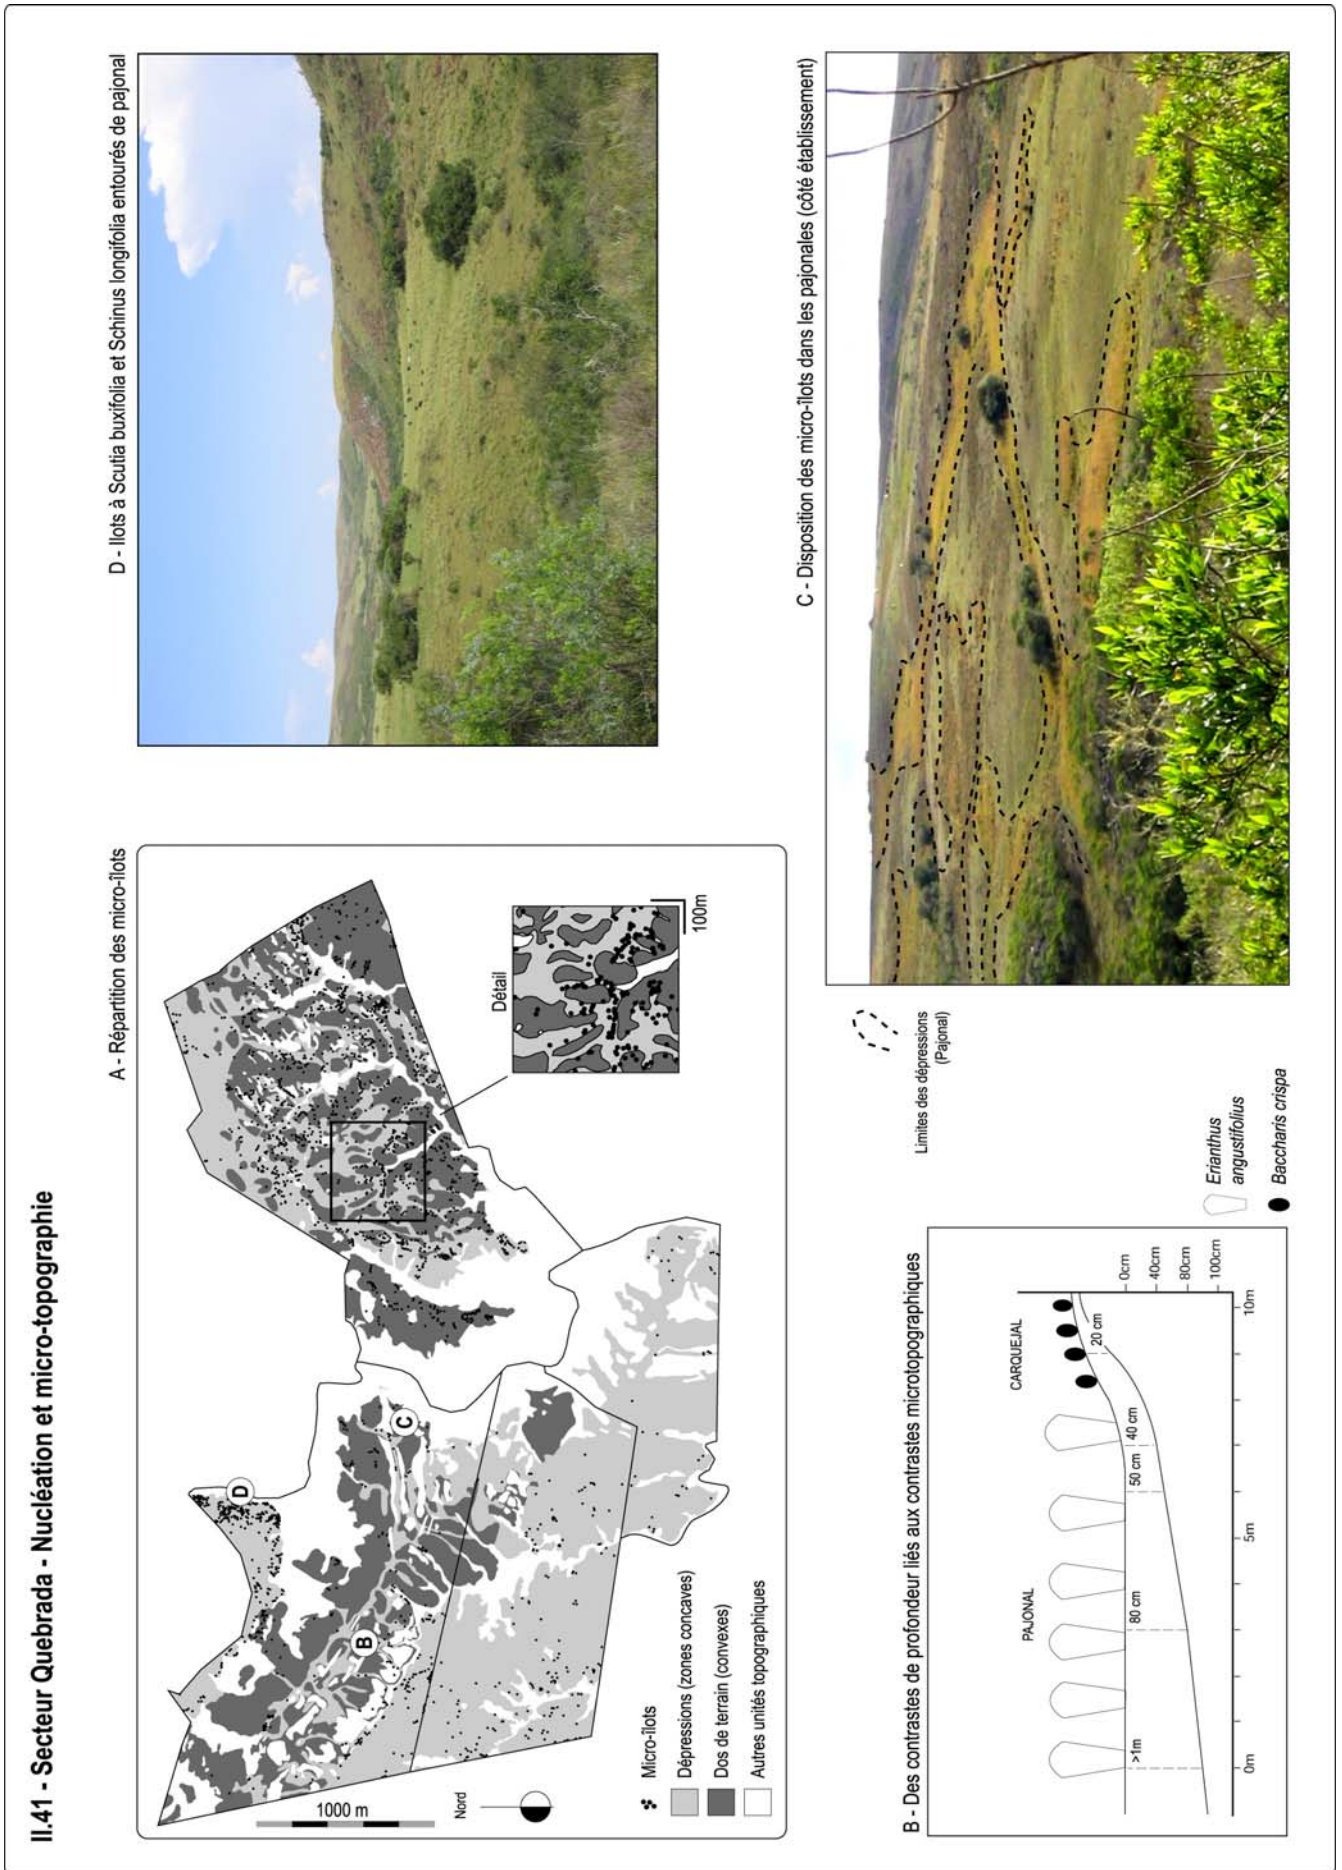 II.41 - Secteur Quebrada - Nucléation et micro-topographie
A - Répartition des micro-îlots
D
C
B
Détail
100m
1000 m
Nord
Micro-îlots
Dépressions (zones concaves)
Dos de terrain (convexes)
Autres unités topographiques
D - Ilots à Scutia buxifolia et Schinus longifolia entourés de pajonal
B - Des contrastes de profondeur liés aux contrastes microtopographiques
PAJONAL
CARQUEJAL
>1m
80 cm
50 cm
40 cm
20 cm
0cm
40cm
80cm
100cm
0m
5m
10m
Erianthus
angustifolius
Baccharis crispa
Limites des dépressions
(Pajonal)
C - Disposition des micro-îlots dans les pajonales (côté établissement)